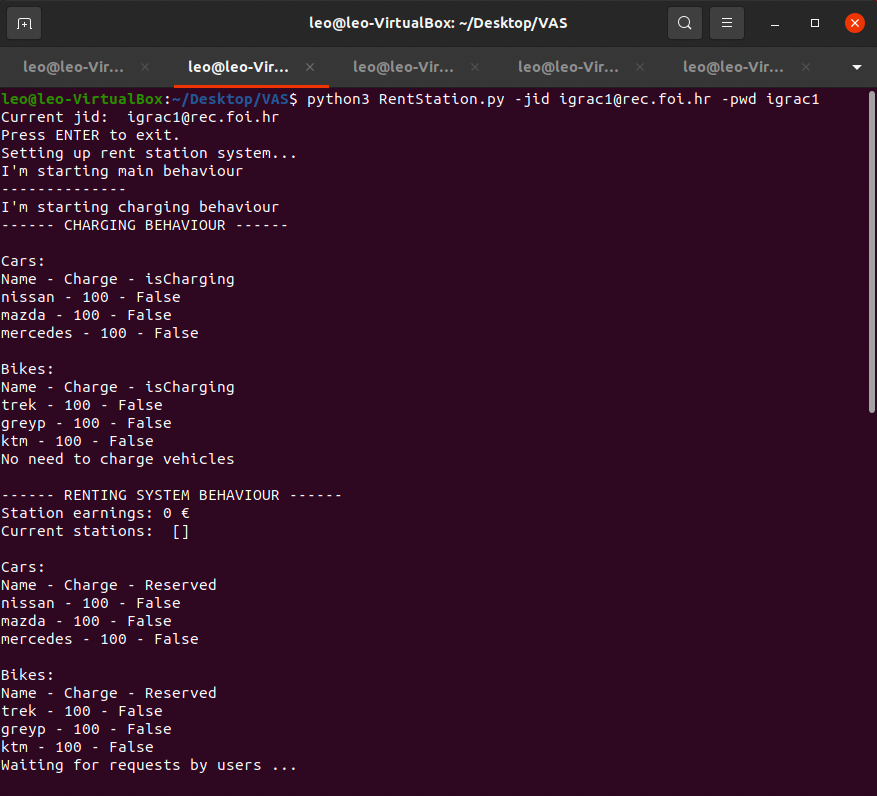 leo@leo-VirtualBox: ~/Desktop/VAS
leo@leo-Vir... × leo@leo-Vir... × leo@leo-Vir... × leo@leo-Vir... × leo@leo-Vir... ×
leo@leo-VirtualBox:~/Desktop/VAS$ python3 RentStation.py -jid igrac1@rec.foi.hr -pwd igrac1
Current jid:  igrac1@rec.foi.hr
Press ENTER to exit.
Setting up rent station system...
I'm starting main behaviour
--------------
I'm starting charging behaviour
------ CHARGING BEHAVIOUR ------
Cars:
Name - Charge - isCharging
nissan - 100 - False
mazda - 100 - False
mercedes - 100 - False
Bikes:
Name - Charge - isCharging
trek - 100 - False
greyp - 100 - False
ktm - 100 - False
No need to charge vehicles
------ RENTING SYSTEM BEHAVIOUR ------
Station earnings: 0 €
Current stations:  []
Cars:
Name - Charge - Reserved
nissan - 100 - False
mazda - 100 - False
mercedes - 100 - False
Bikes:
Name - Charge - Reserved
trek - 100 - False
greyp - 100 - False
ktm - 100 - False
Waiting for requests by users ...